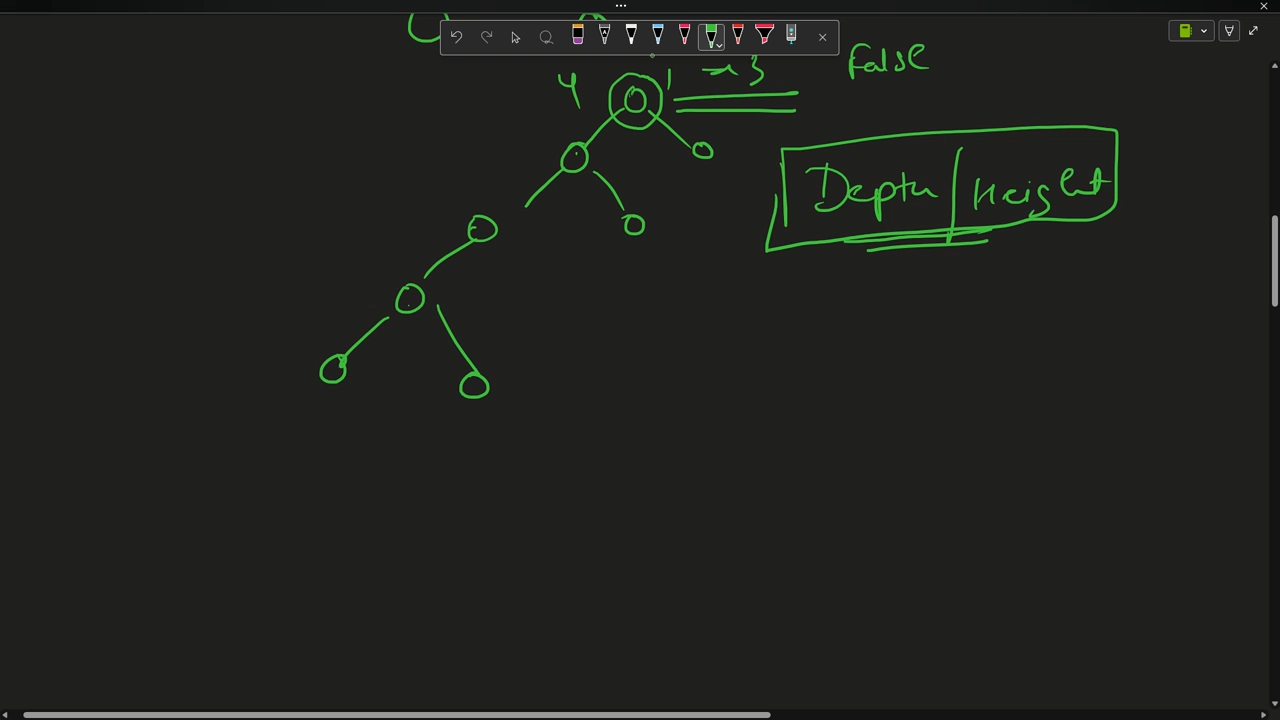 4 1 → 3 False
Depth | Height